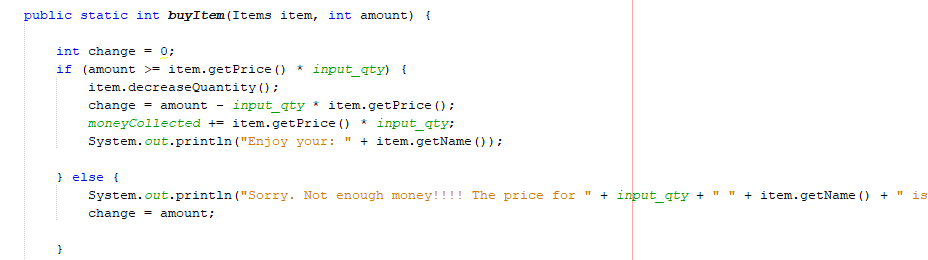 public static int buyItem(Items item, int amount) {
int change = 0;
if (amount >= item.getPrice() * input_qty) {
item.decreaseQuantity();
change = amount - input_qty * item.getPrice();
moneyCollected += item.getPrice() * input_qty;
System.out.println("Enjoy your: " + item.getName());
} else {
System.out.println("Sorry. Not enough money!!!! The price for " + input_qty + " " + item.getName() + " is
change = amount;
}